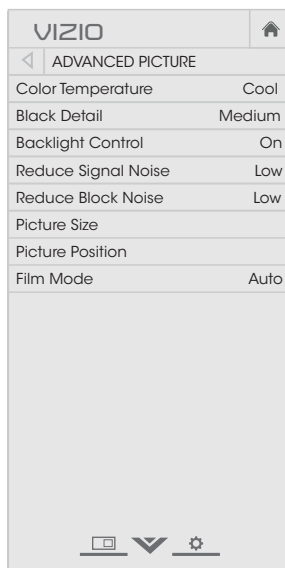 VIZIO
ADVANCED PICTURE
Color Temperature Cool
Black Detail Medium
Backlight Control On
Reduce Signal Noise Low
Reduce Block Noise Low
Picture Size
Picture Position
Film Mode Auto